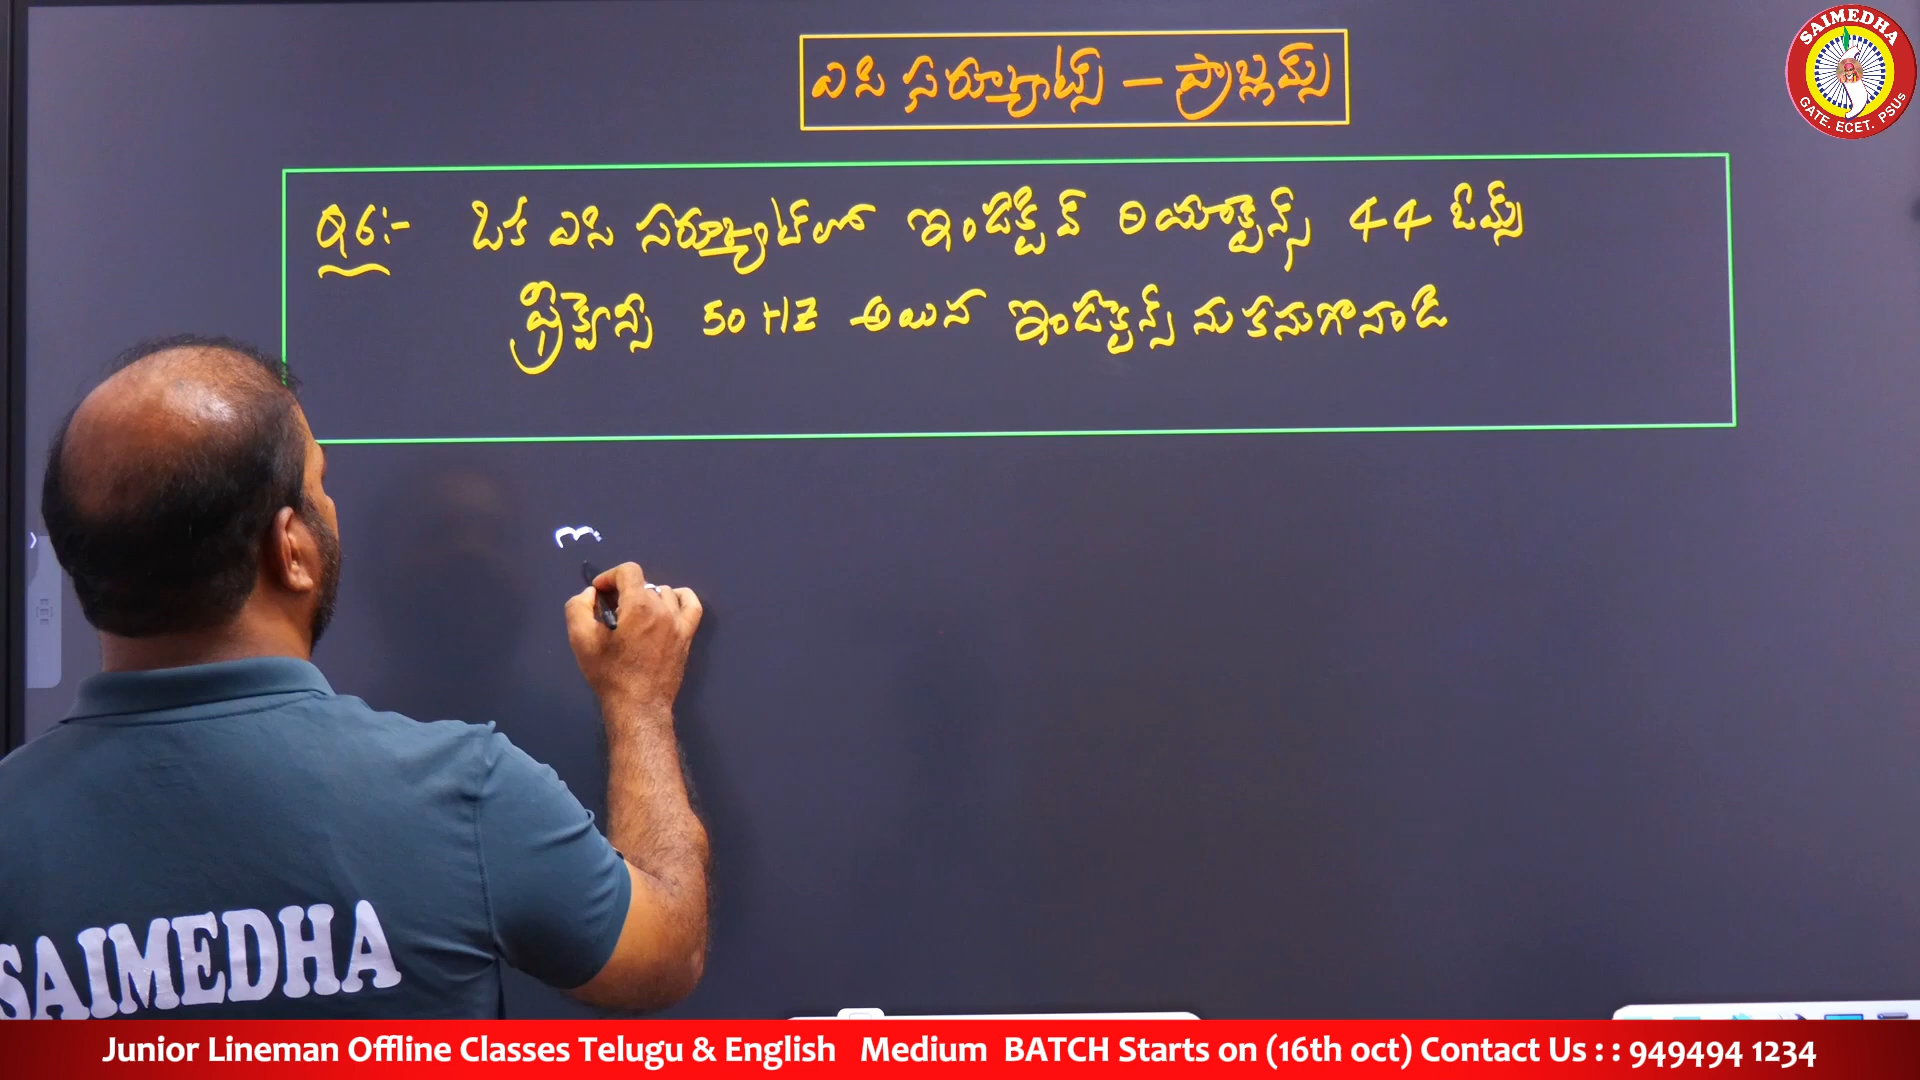 ఎసి సర్క్యూట్స్ – ప్రాబ్లమ్స్
SAIMEDHA
GATE. ECET. PSUs
Q6:- ఒక ఎసి సర్క్యూట్‌లో ఇండక్టివ్ రియాక్టెన్స్ 44 ఓమ్స్
ఫ్రీక్వెన్సీ 50 HZ అయిన ఇండక్టెన్స్ ను కనుగొనండి
SAIMEDHA
Junior Lineman Offline Classes Telugu & English Medium BATCH Starts on (16th oct) Contact Us : : 949494 1234